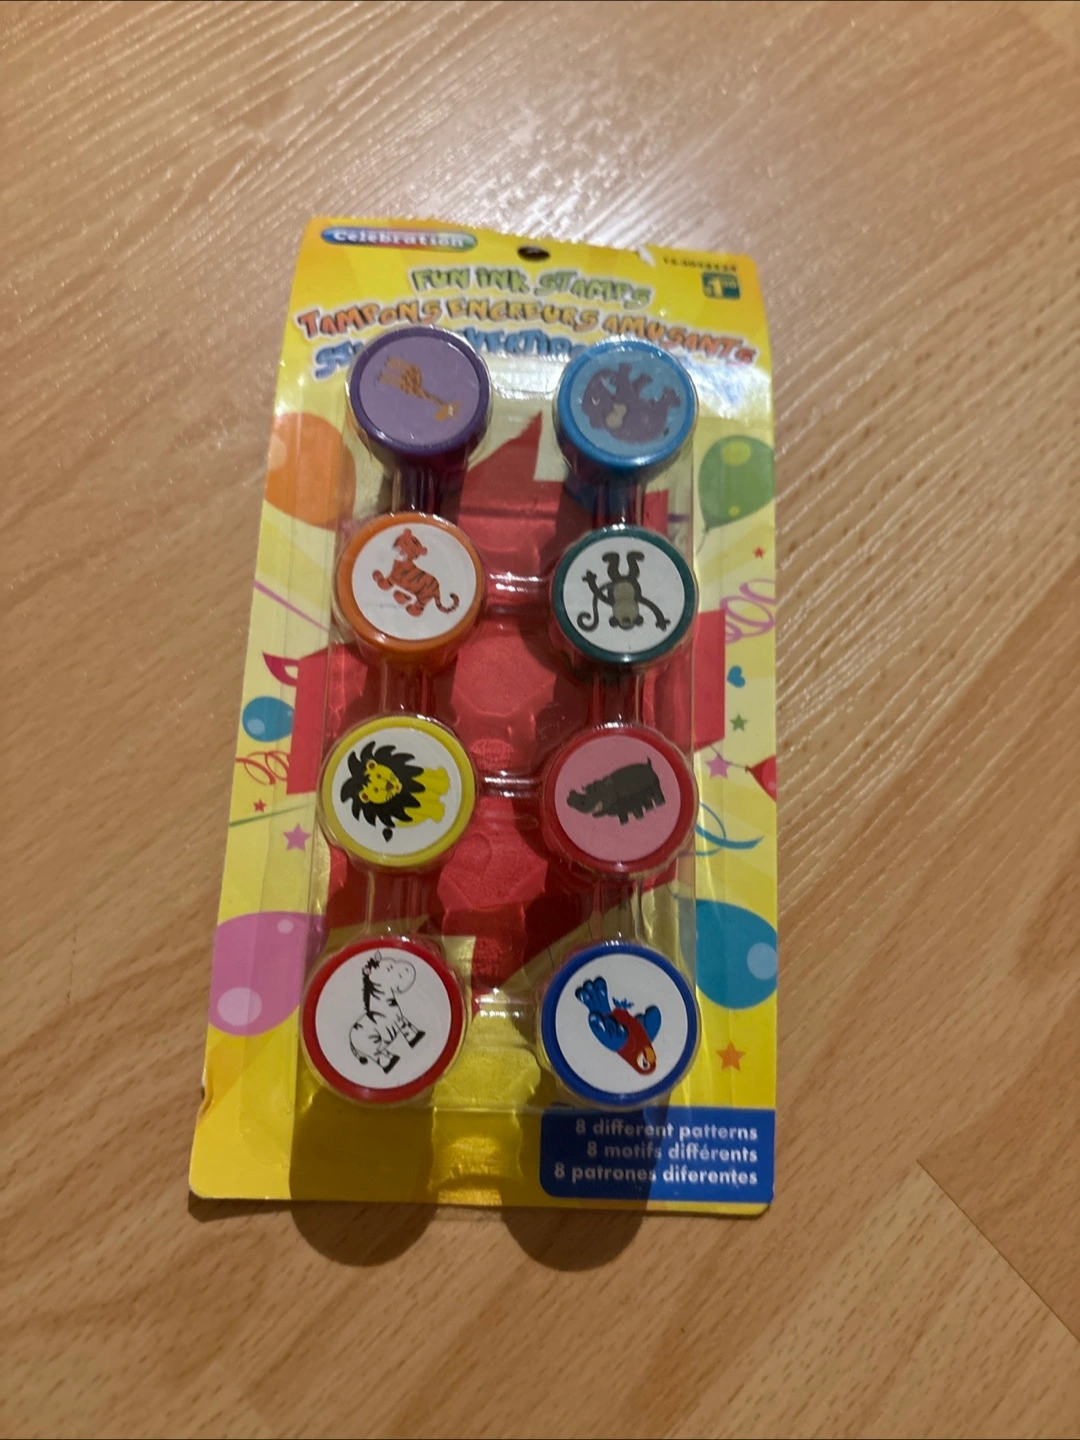 Celebration
FUN INK STAMPS
TAMPONS ENCREURS AMUSANTS
8 different patterns
8 motifs différents
8 patrones diferentes